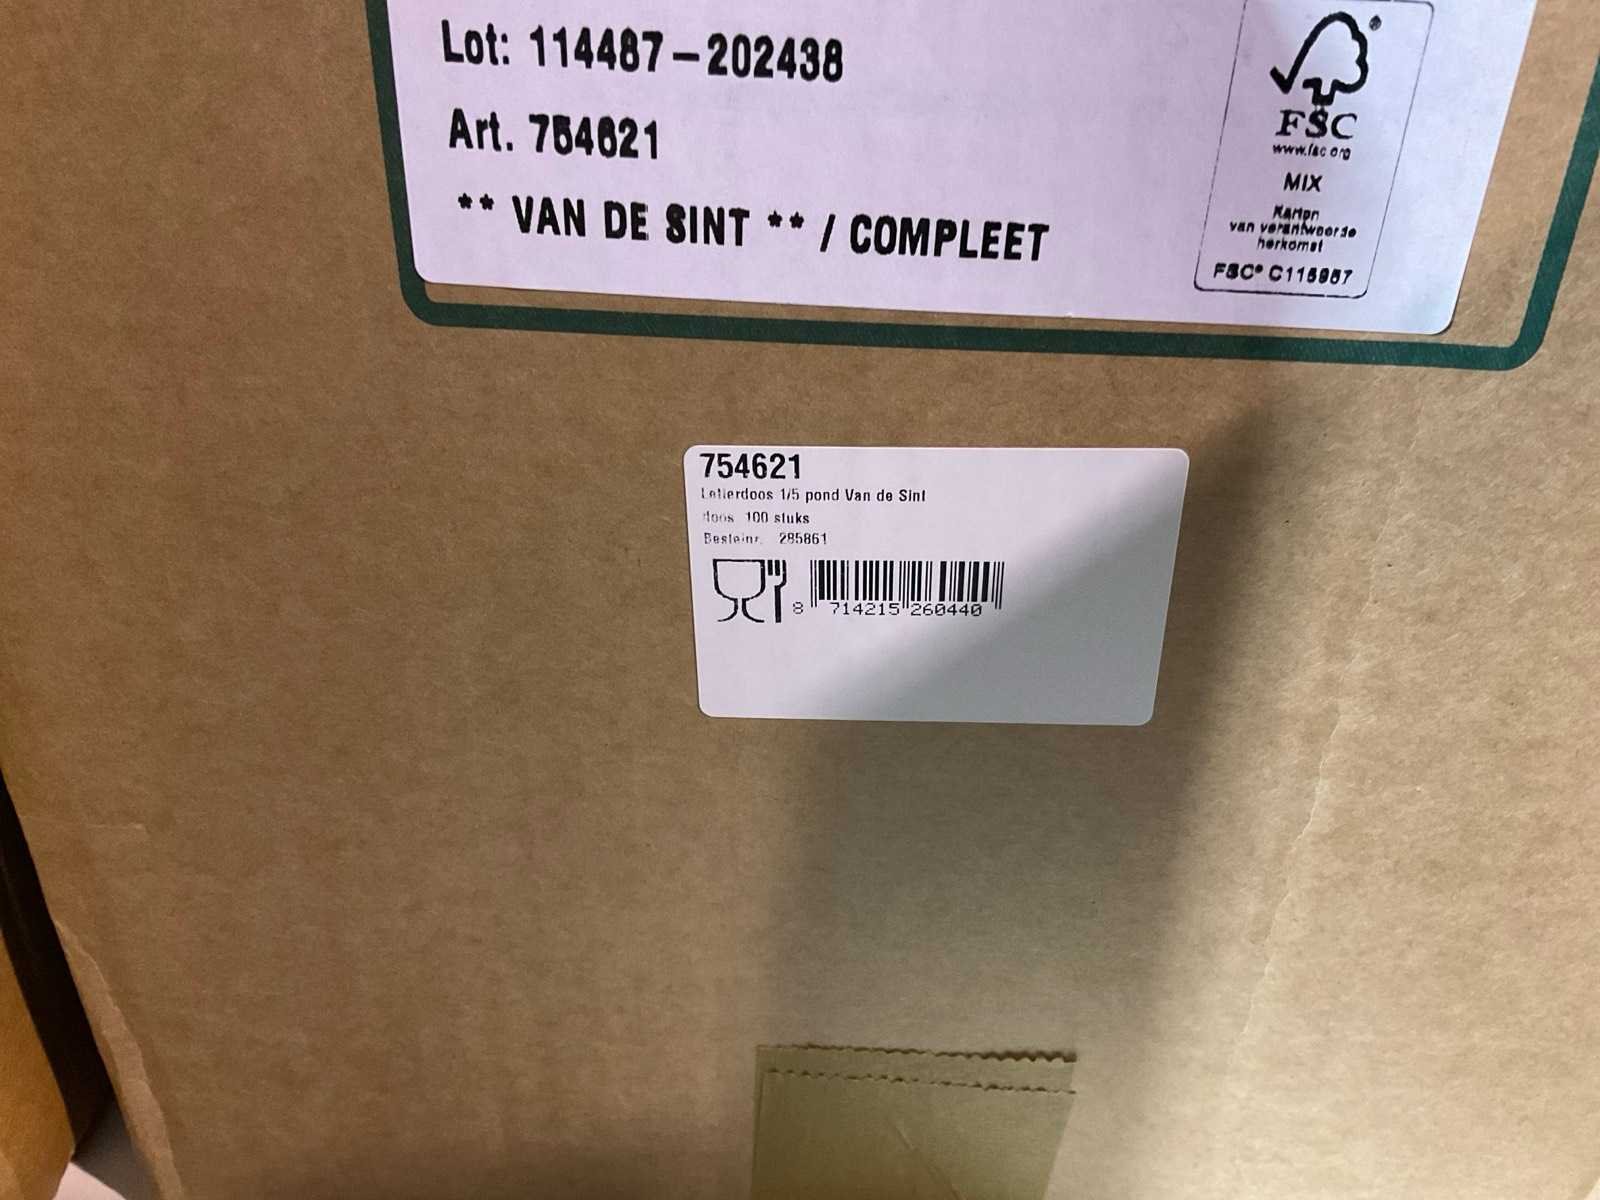 Lot: 114487-202438
Art. 754621
** VAN DE SINT ** / COMPLEET
FSC
www.fsc.org
MIX
Karton
van verantwoorde
herkomst
FSC® C115957
754621
Letterdoos 1/5 pond Van de Sint
doos 100 stuks
Bestelnr. 285861
8 714215 260440